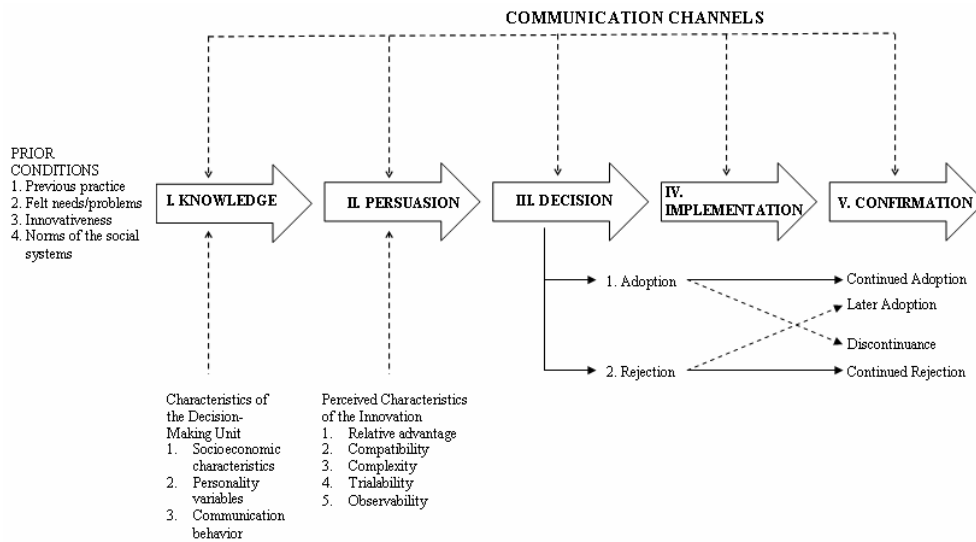 COMMUNICATION CHANNELS
PRIOR
CONDITIONS
1. Previous practice
2. Felt needs/problems
3. Innovativeness
4. Norms of the social
systems
I. KNOWLEDGE
II. PERSUASION
III. DECISION
IV.
IMPLEMENTATION
V. CONFIRMATION
1. Adoption
2. Rejection
Continued Adoption
Later Adoption
Discontinuance
Continued Rejection
Characteristics of
the Decision-
Making Unit
1. Socioeconomic
characteristics
2. Personality
variables
3. Communication
behavior
Perceived Characteristics
of the Innovation
1. Relative advantage
2. Compatibility
3. Complexity
4. Trialability
5. Observability